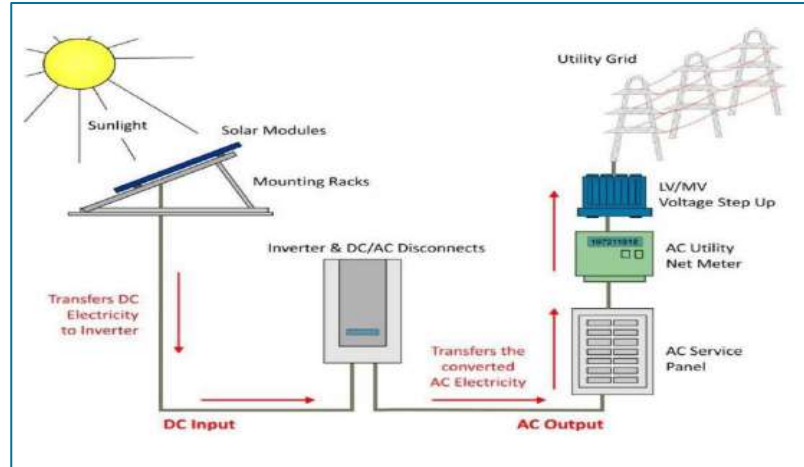 Sunlight
Solar Modules
Mounting Racks
Utility Grid
LV/MV
Voltage Step Up
197211018
AC Utility
Net Meter
Inverter & DC/AC Disconnects
Transfers DC
Electricity
to Inverter
Transfers the
converted
AC Electricity
AC Service
Panel
DC Input
AC Output